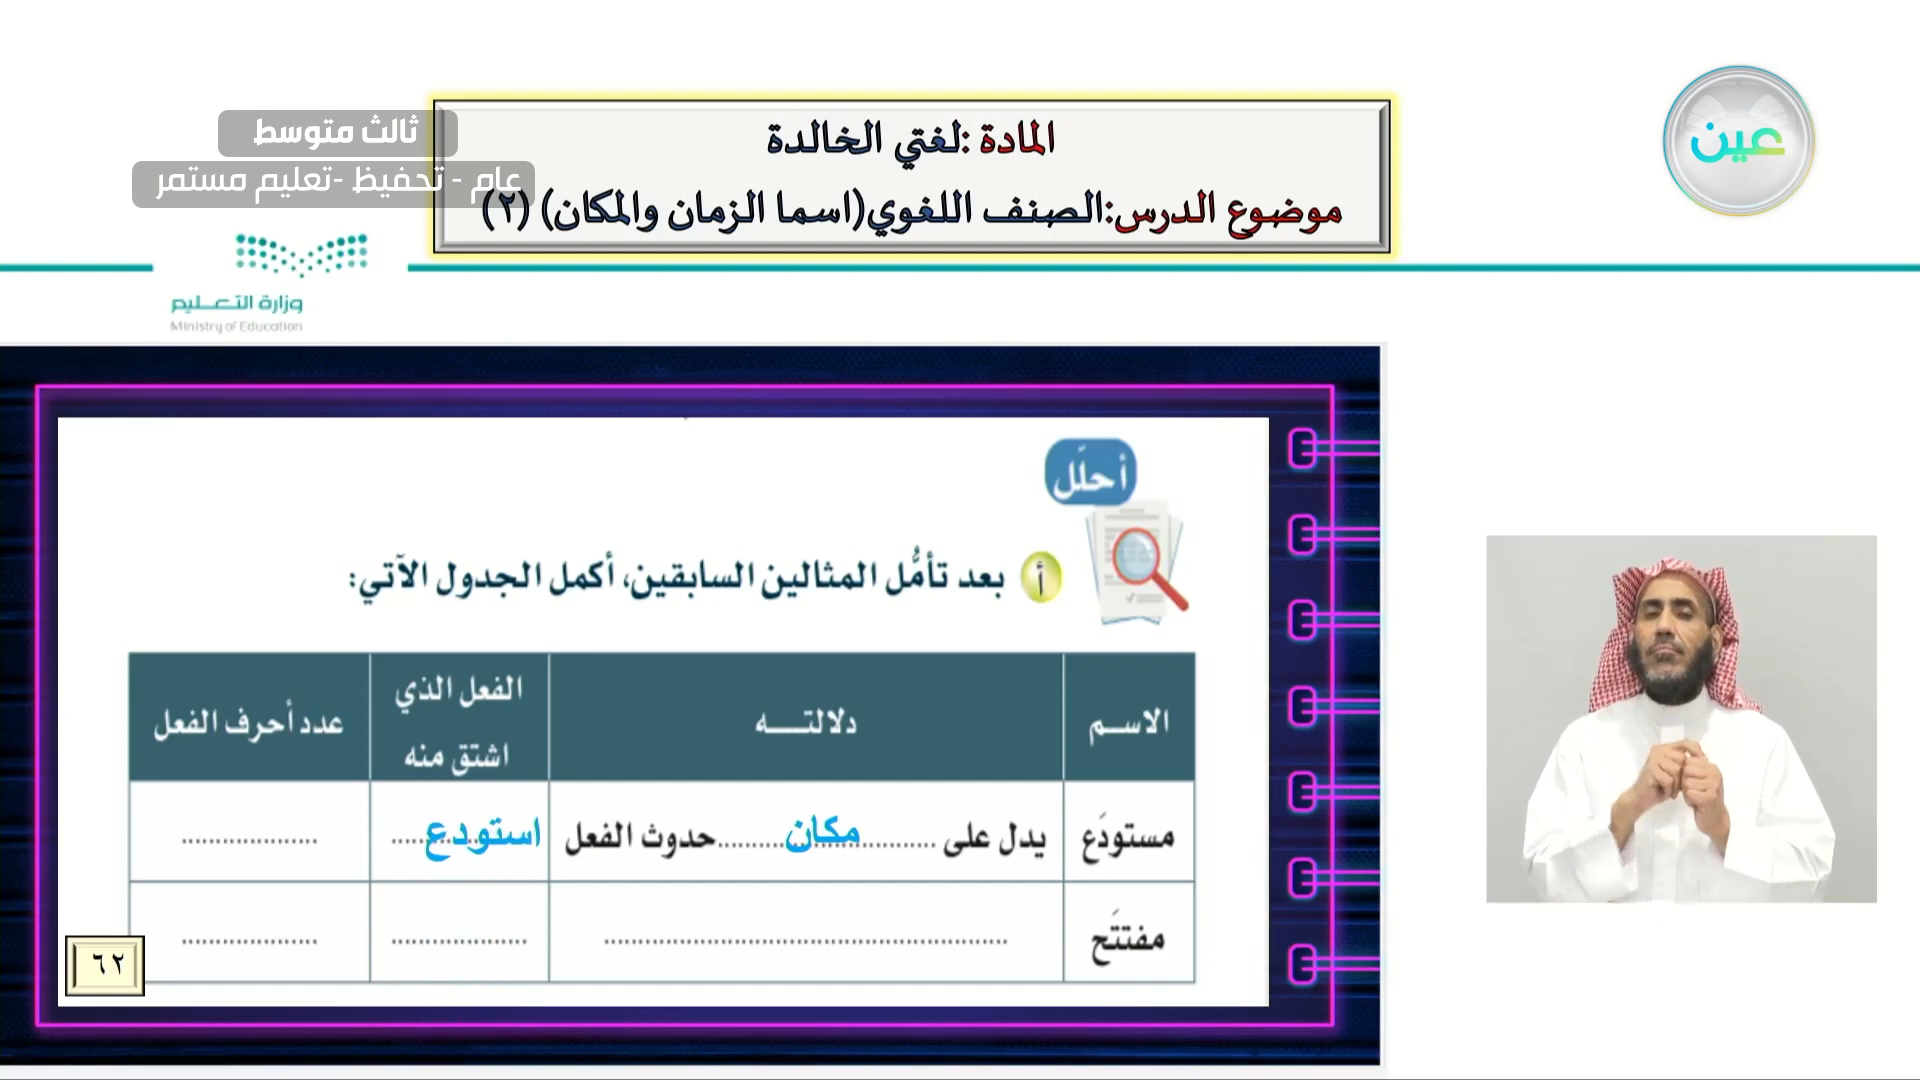 المادة :لغتي الخالدة
موضوع الدرس:الصنف اللغوي(اسما الزمان والمكان) (٢)
ثالث متوسط
عام - تحفيظ -تعليم مستمر
عين
وزارة التعليم
Ministry of Education
أحلّل
أ بعد تأمُّل المثالين السابقين، أكمل الجدول الآتي:
الاسم دلالته الفعل الذي اشتق منه عدد أحرف الفعل
مستودَع يدل على .......... مكان .......... حدوث الفعل استودع ....................
مفتتَح .................... .................... ....................
٦٢